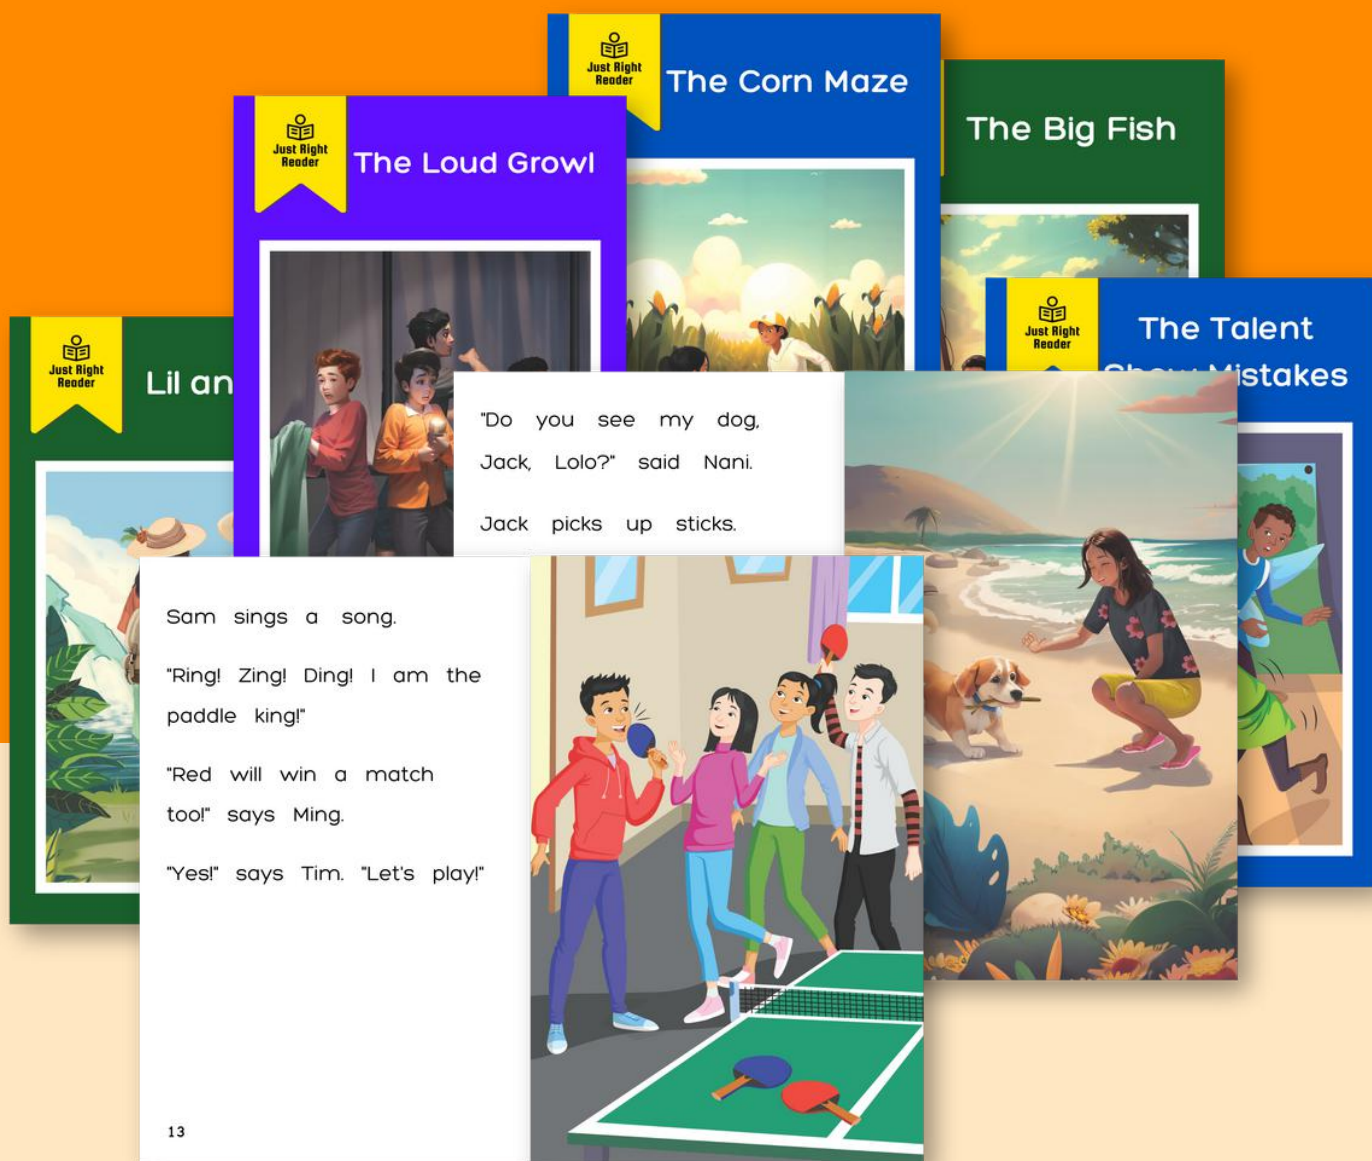 Just Right
Reader
The Corn Maze
The Big Fish
Just Right
Reader
The Loud Growl
Just Right
Reader
The Talent
Show Mistakes
Just Right
Reader
Lil an
"Do you see my dog,
Jack, Lolo?" said Nani.
Jack picks up sticks.
Sam sings a song.
"Ring! Zing! Ding! I am the
paddle king!"
"Red will win a match
too!" says Ming.
"Yes!" says Tim. "Let's play!"
13